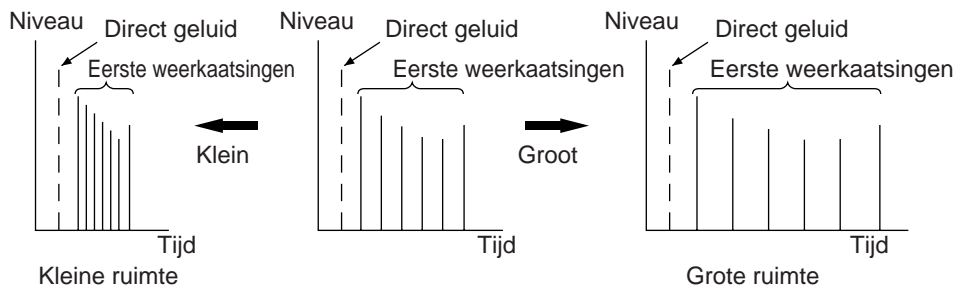 Niveau
Direct geluid
Eerste weerkaatsingen
Tijd
Kleine ruimte
Klein
Niveau
Direct geluid
Eerste weerkaatsingen
Tijd
Groot
Niveau
Direct geluid
Eerste weerkaatsingen
Tijd
Grote ruimte